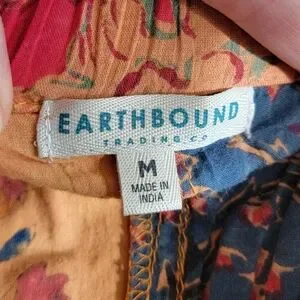 EARTHBOUND
TRADING CO
M
MADE IN
INDIA